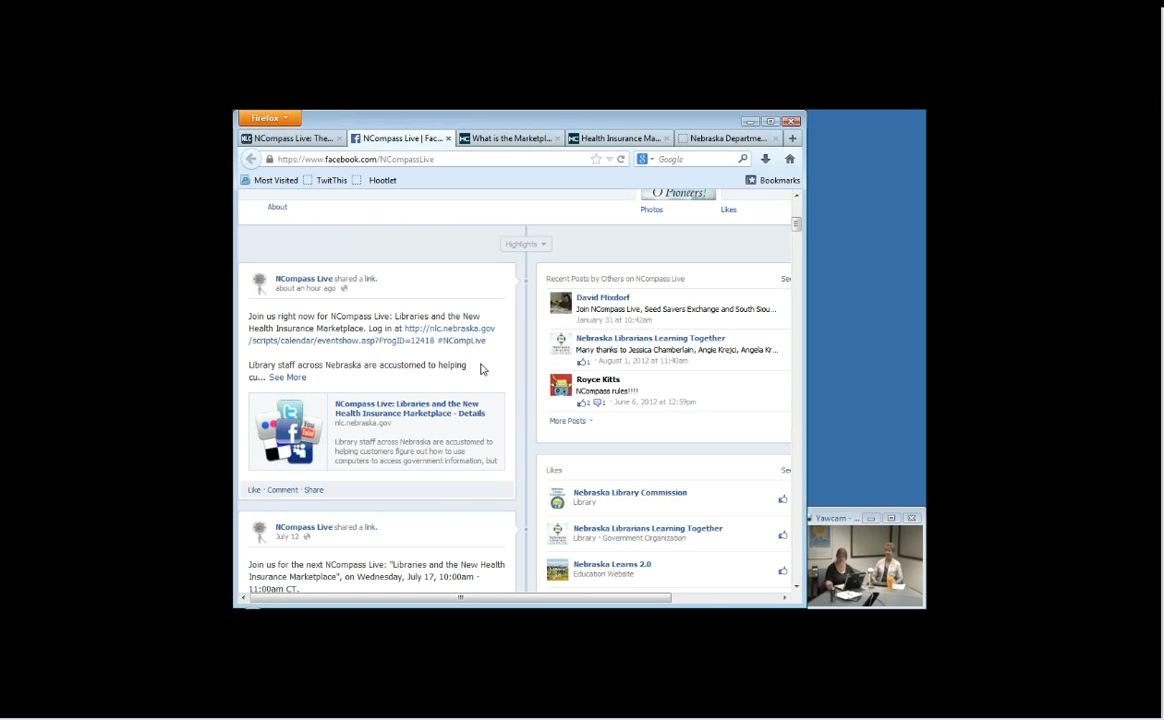 Firefox
NCompass Live: The...
NCompass Live | Fac...
What is the Marketpl...
Health Insurance Ma...
Nebraska Departme...
https://www.facebook.com/NCompassLive
Google
Most Visited
TwitThis
Hootlet
Bookmarks
O Pioneers!
About
Photos
Likes
Highlights
NCompass Live shared a link.
about an hour ago
Join us right now for NCompass Live: Libraries and the New
Health Insurance Marketplace. Log in at http://nlc.nebraska.gov
/scripts/calendar/eventshow.asp?ProgID=12418 #NCompLive
Library staff across Nebraska are accustomed to helping
cu... See More
NCompass Live: Libraries and the New
Health Insurance Marketplace - Details
nlc.nebraska.gov
Library staff across Nebraska are accustomed to
helping customers figure out how to use
computers to access government information, but
You
Tube
Like · Comment · Share
NCompass Live shared a link.
July 12
Join us for the next NCompass Live: "Libraries and the New Health
Insurance Marketplace", on Wednesday, July 17, 10:00am -
11:00am CT.
Recent Posts by Others on NCompass Live
See
David Mixdorf
Join NCompass Live, Seed Savers Exchange and South Siou...
January 31 at 10:42am
Nebraska Librarians Learning Together
Many thanks to Jessica Chamberlain, Angie Krejci, Angela Kr...
1 · August 1, 2012 at 11:40am
Royce Kitts
NCompass rules!!!!
2 1 · June 6, 2012 at 12:59pm
More Posts
Likes
See
Nebraska Library Commission
Library
Nebraska Librarians Learning Together
Library · Government Organization
Nebraska Learns 2.0
Education Website
Yawcam - ...